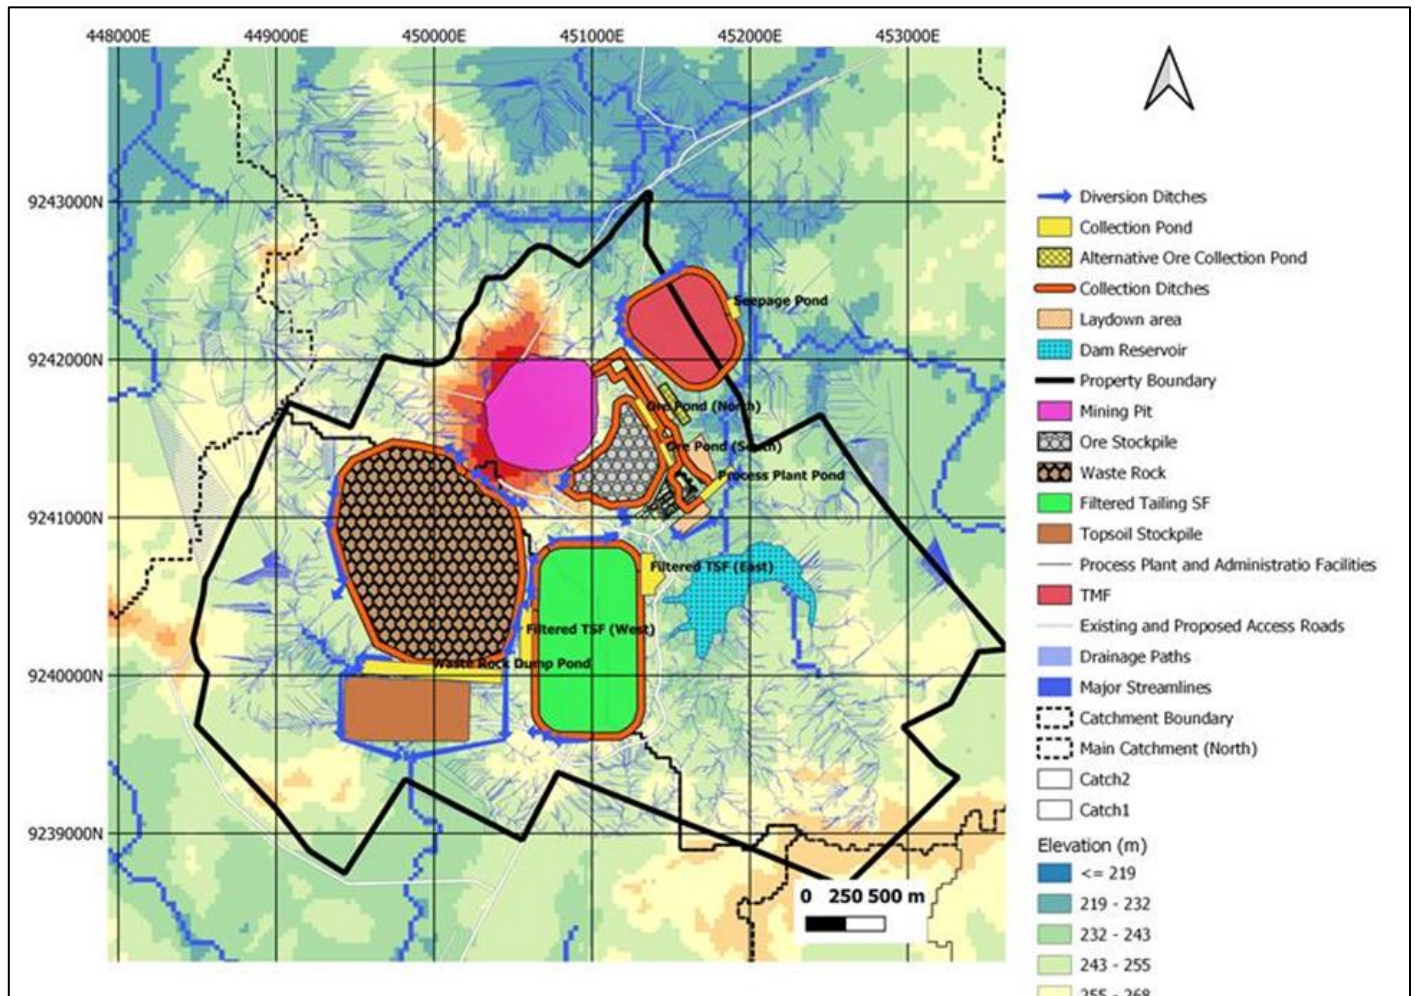 448000E 449000E 450000E 451000E 452000E 453000E
9243000N
9242000N
9241000N
9240000N
9239000N
Seepage Pond
Ore Pond (North)
Ore Pond (South)
Process Plant Pond
Filtered TSF (East)
Filtered TSF (West)
Waste Rock Dump Pond
0 250 500 m
Diversion Ditches
Collection Pond
Alternative Ore Collection Pond
Collection Ditches
Laydown area
Dam Reservoir
Property Boundary
Mining Pit
Ore Stockpile
Waste Rock
Filtered Tailing SF
Topsoil Stockpile
Process Plant and Administratio Facilities
TMF
Existing and Proposed Access Roads
Drainage Paths
Major Streamlines
Catchment Boundary
Main Catchment (North)
Catch2
Catch1
Elevation (m)
<= 219
219 - 232
232 - 243
243 - 255
255 - 268